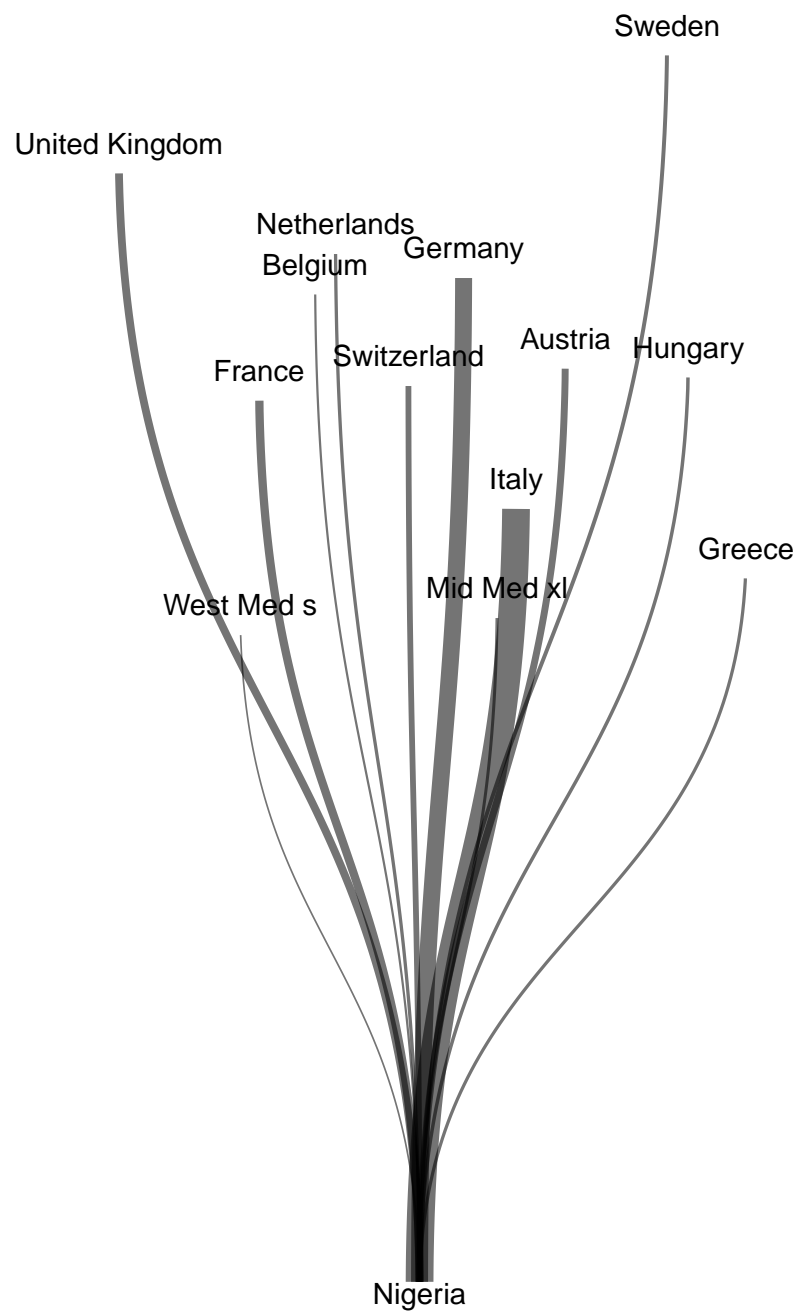 Sweden
United Kingdom
Netherlands
Germany
Belgium
Austria
Hungary
Switzerland
France
Italy
Greece
Mid Med xl
West Med s
Nigeria